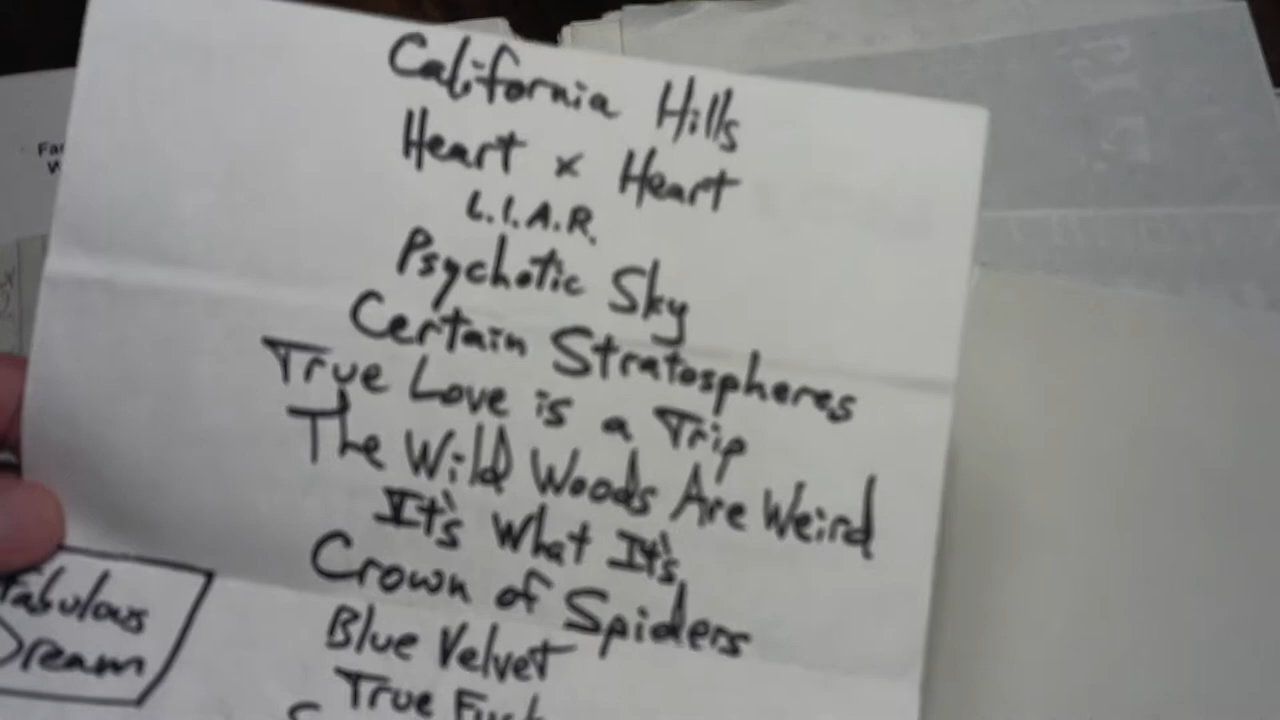 California Hills
Heart x Heart
L.I.A.R.
Psychotic Sky
Certain Stratospheres
True Love is a Trip
The Wild Woods Are Weird
It's What It's
Crown of Spiders
Blue Velvet
True
Fabulous
Dream